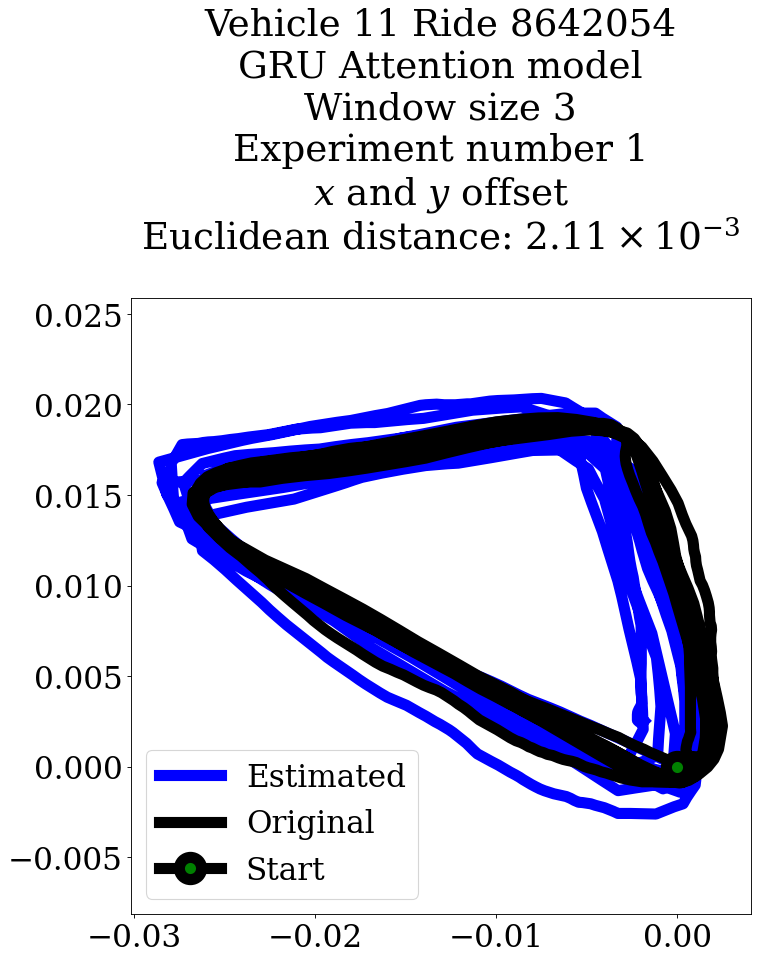 Vehicle 11 Ride 8642054
GRU Attention model
Window size 3
Experiment number 1
x and y offset
Euclidean distance: 2.11 × 10⁻³
0.025
0.020
0.015
0.010
0.005
0.000
−0.005
Estimated
Original
Start
−0.03
−0.02
−0.01
0.00